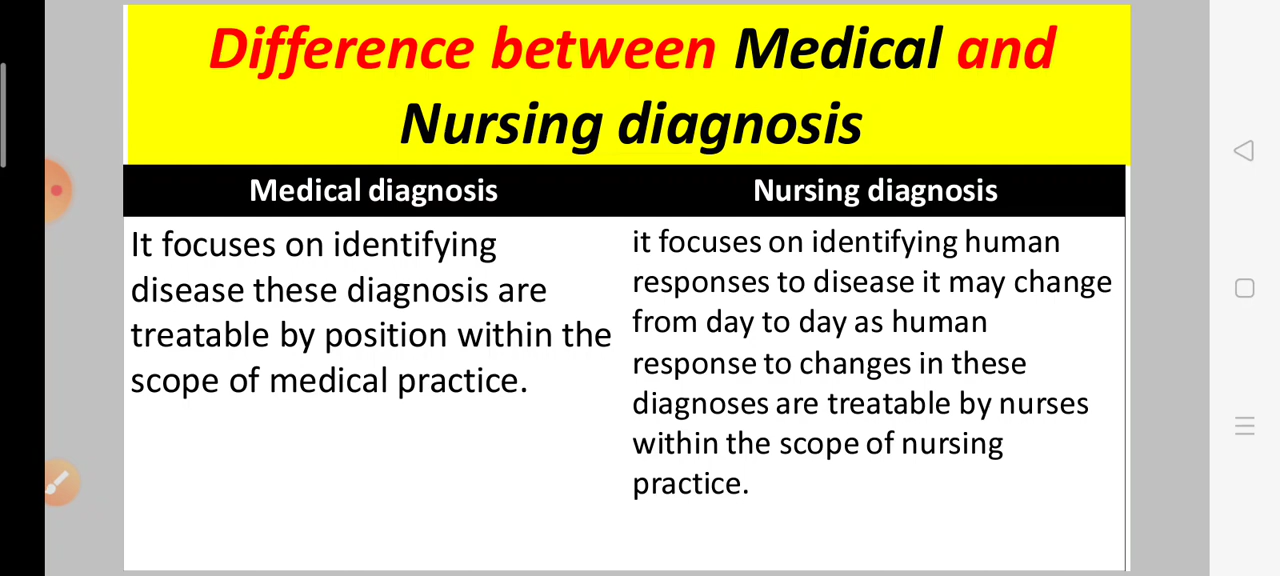 Difference between Medical and
Nursing diagnosis
Medical diagnosis
Nursing diagnosis
It focuses on identifying
disease these diagnosis are
treatable by position within the
scope of medical practice.
it focuses on identifying human
responses to disease it may change
from day to day as human
response to changes in these
diagnoses are treatable by nurses
within the scope of nursing
practice.